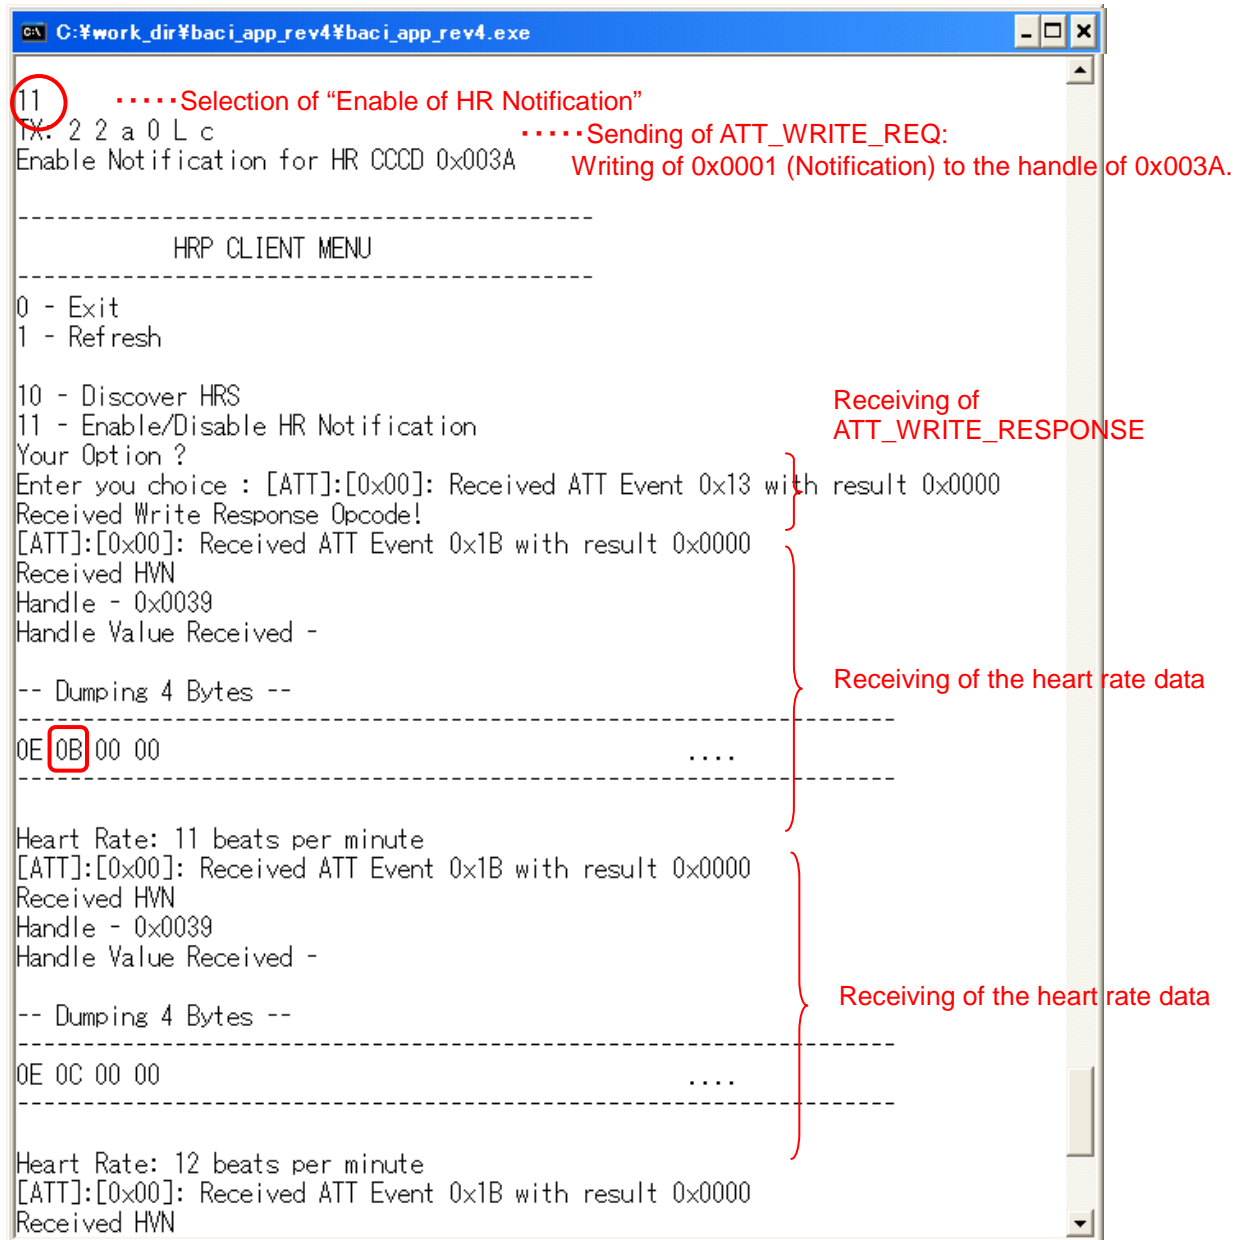 C:¥work_dir¥baci_app_rev4¥baci_app_rev4.exe
11 ·····Selection of “Enable of HR Notification”
TX: 2 2 a 0 L c ·····Sending of ATT_WRITE_REQ:
Enable Notification for HR CCCD 0x003A Writing of 0x0001 (Notification) to the handle of 0x003A.
--------------------------------------------
HRP CLIENT MENU
--------------------------------------------
0 - Exit
1 - Refresh
10 - Discover HRS
11 - Enable/Disable HR Notification
Receiving of
ATT_WRITE_RESPONSE
Your Option ?
Enter you choice : [ATT]:[0x00]: Received ATT Event 0x13 with result 0x0000
Received Write Response Opcode!
[ATT]:[0x00]: Received ATT Event 0x1B with result 0x0000
Received HVN
Handle - 0x0039
Handle Value Received -
-- Dumping 4 Bytes --
Receiving of the heart rate data
-------------------------------------------------------------------
0E 0B 00 00 ....
-------------------------------------------------------------------
Heart Rate: 11 beats per minute
[ATT]:[0x00]: Received ATT Event 0x1B with result 0x0000
Received HVN
Handle - 0x0039
Handle Value Received -
-- Dumping 4 Bytes --
Receiving of the heart rate data
-------------------------------------------------------------------
0E 0C 00 00 ....
-------------------------------------------------------------------
Heart Rate: 12 beats per minute
[ATT]:[0x00]: Received ATT Event 0x1B with result 0x0000
Received HVN